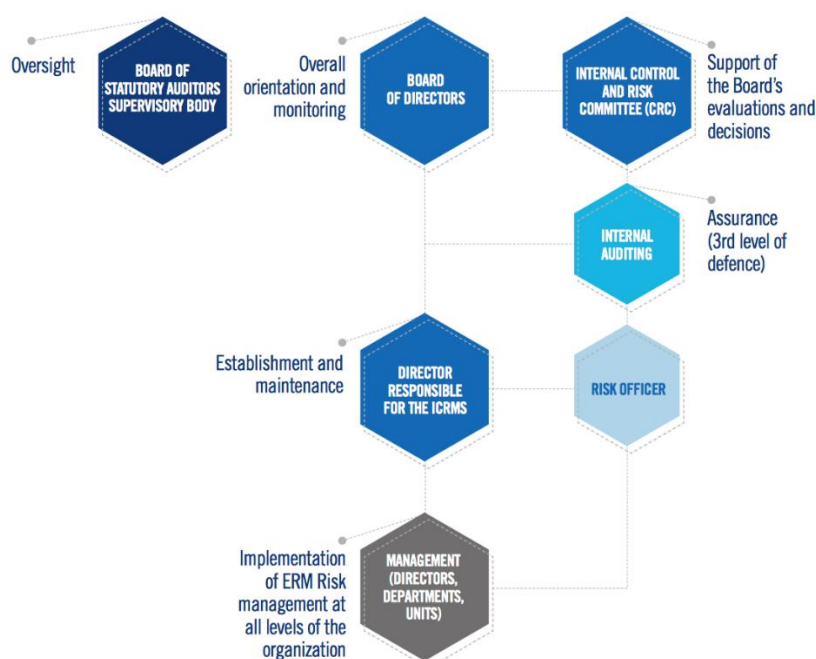 Oversight
BOARD OF
STATUTORY AUDITORS
SUPERVISORY BODY
Overall
orientation and
monitoring
BOARD
OF DIRECTORS
INTERNAL CONTROL
AND RISK
COMMITTEE (CRC)
Support of
the Board's
evaluations and
decisions
INTERNAL
AUDITING
Assurance
(3rd level of
defence)
Establishment and
maintenance
DIRECTOR
RESPONSIBLE
FOR THE ICRMS
RISK OFFICER
Implementation
of ERM Risk
management at
all levels of the
organization
MANAGEMENT
(DIRECTORS,
DEPARTMENTS,
UNITS)